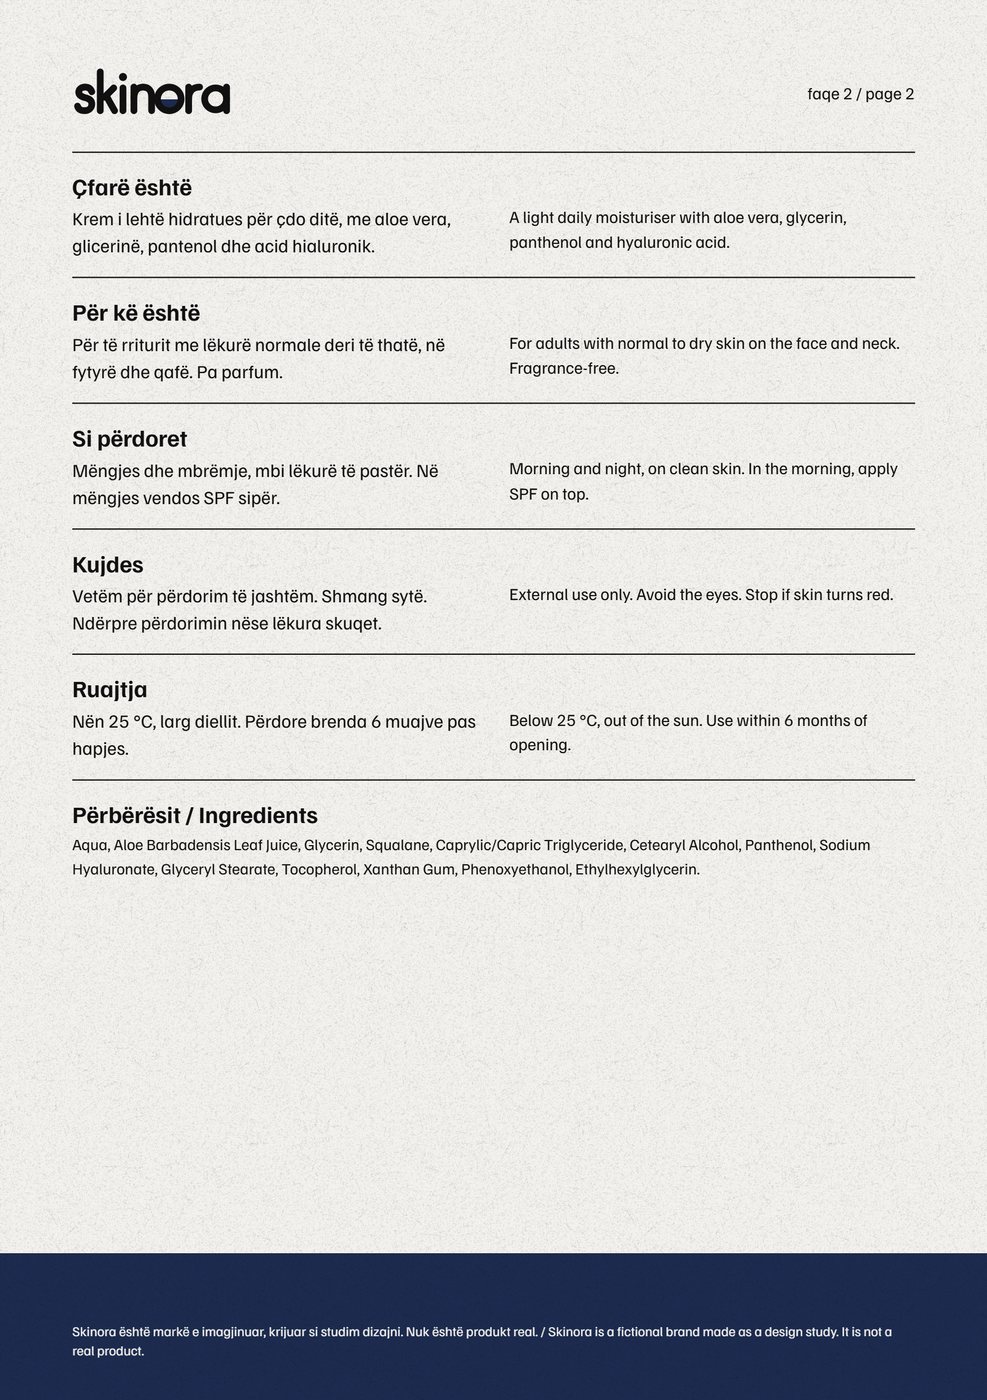 skinora
faqe 2 / page 2
Çfarë është
Krem i lehtë hidratues për çdo ditë, me aloe vera,
glicerinë, pantenol dhe acid hialuronik.
A light daily moisturiser with aloe vera, glycerin,
panthenol and hyaluronic acid.
Për kë është
Për të rriturit me lëkurë normale deri të thatë, në
fytyrë dhe qafë. Pa parfum.
For adults with normal to dry skin on the face and neck.
Fragrance-free.
Si përdoret
Mëngjes dhe mbrëmje, mbi lëkurë të pastër. Në
mëngjes vendos SPF sipër.
Morning and night, on clean skin. In the morning, apply
SPF on top.
Kujdes
Vetëm për përdorim të jashtëm. Shmang sytë.
Ndërpre përdorimin nëse lëkura skuqet.
External use only. Avoid the eyes. Stop if skin turns red.
Ruajtja
Nën 25 °C, larg diellit. Përdore brenda 6 muajve pas
hapjes.
Below 25 °C, out of the sun. Use within 6 months of
opening.
Përbërësit / Ingredients
Aqua, Aloe Barbadensis Leaf Juice, Glycerin, Squalane, Caprylic/Capric Triglyceride, Cetearyl Alcohol, Panthenol, Sodium
Hyaluronate, Glyceryl Stearate, Tocopherol, Xanthan Gum, Phenoxyethanol, Ethylhexylglycerin.
Skinora është markë e imagjinuar, krijuar si studim dizajni. Nuk është produkt real. / Skinora is a fictional brand made as a design study. It is not a
real product.